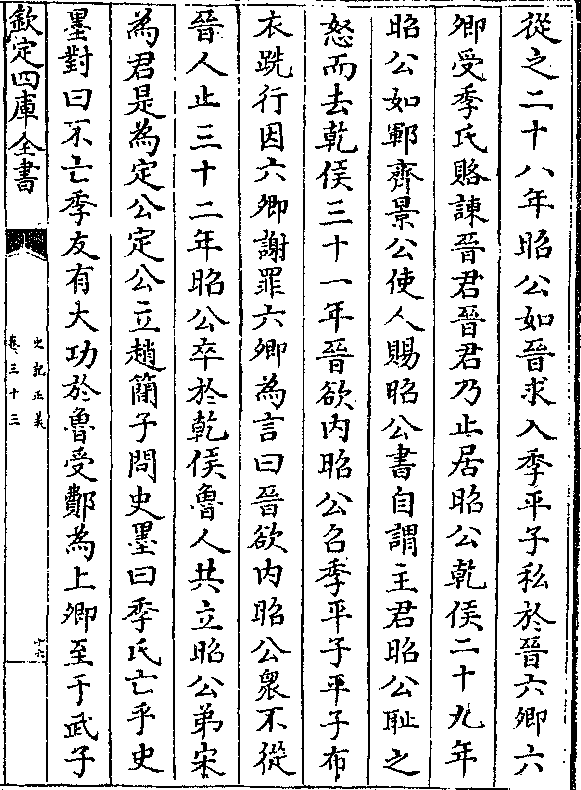 從之二十八年昭公如晉求入季平子私於晉六卿六
卿受季氏賂諫晉君晉君乃止居昭公乾侯二十九年
昭公如鄆齊景公使人賜昭公書自謂主君昭公恥之
怒而去乾侯三十一年晉欲内昭公召季平子平子布
衣跣行因六卿謝罪六卿為言曰晉欲内昭公衆不從
晉人止三十二年昭公卒於乾侯魯人共立昭公弟宋
為君是為定公定公立趙簡子問史墨曰季氏亡乎史
墨對曰不亡季友有大功於魯受鄪為上卿至于武子
欽定四庫全書
史記正義
卷三十三
十六